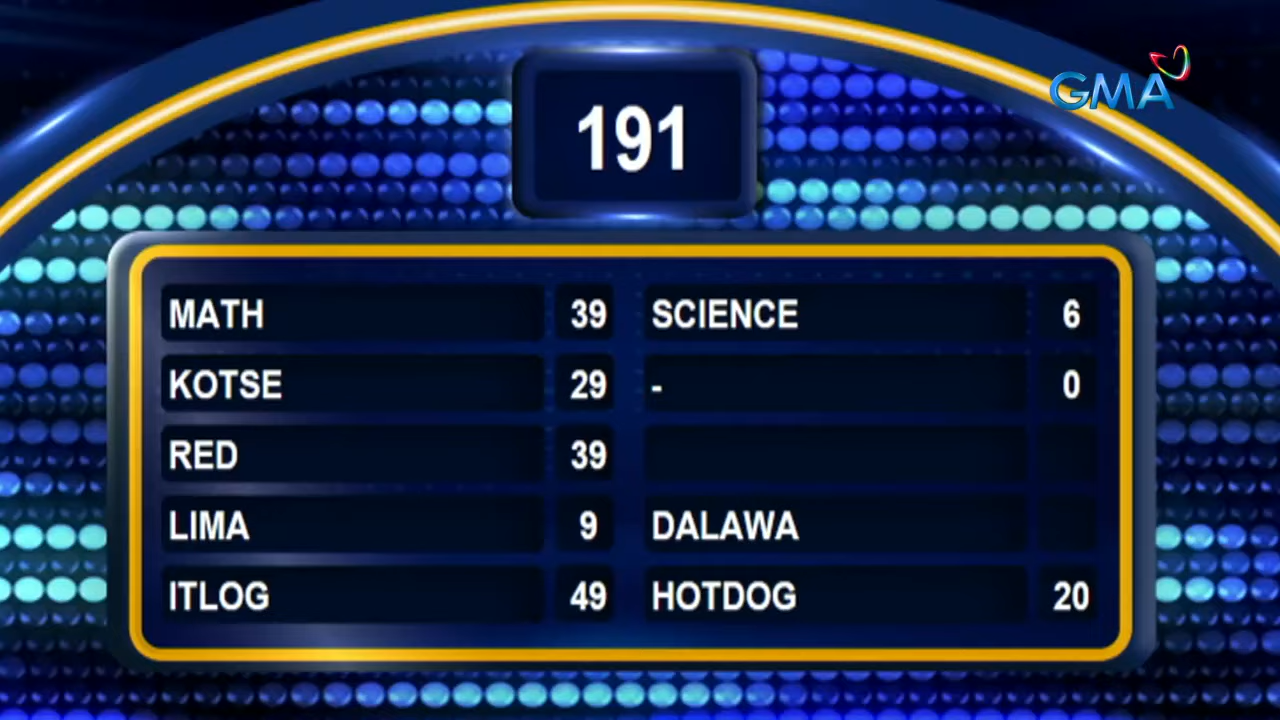 GMA
191
MATH 39 SCIENCE 6
KOTSE 29 - 0
RED 39
LIMA 9 DALAWA
ITLOG 49 HOTDOG 20